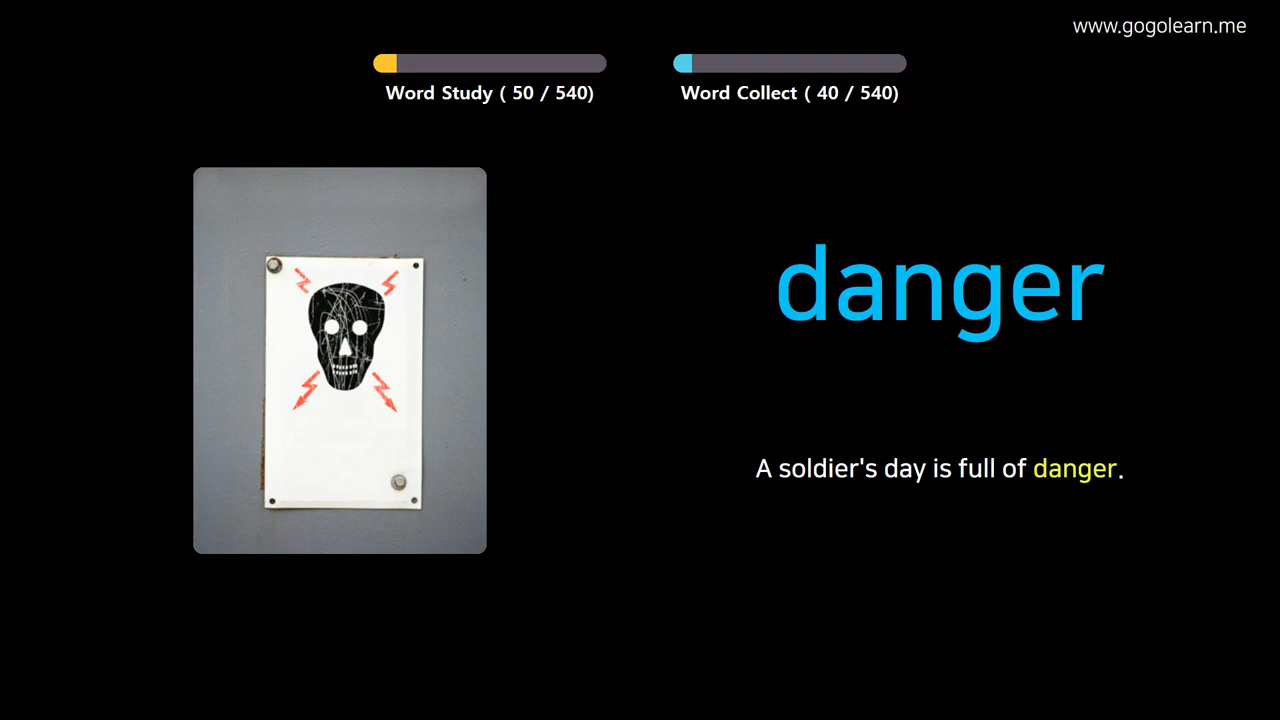 www.gogolearn.me
Word Study ( 50 / 540)
Word Collect ( 40 / 540)
danger
A soldier's day is full of danger.